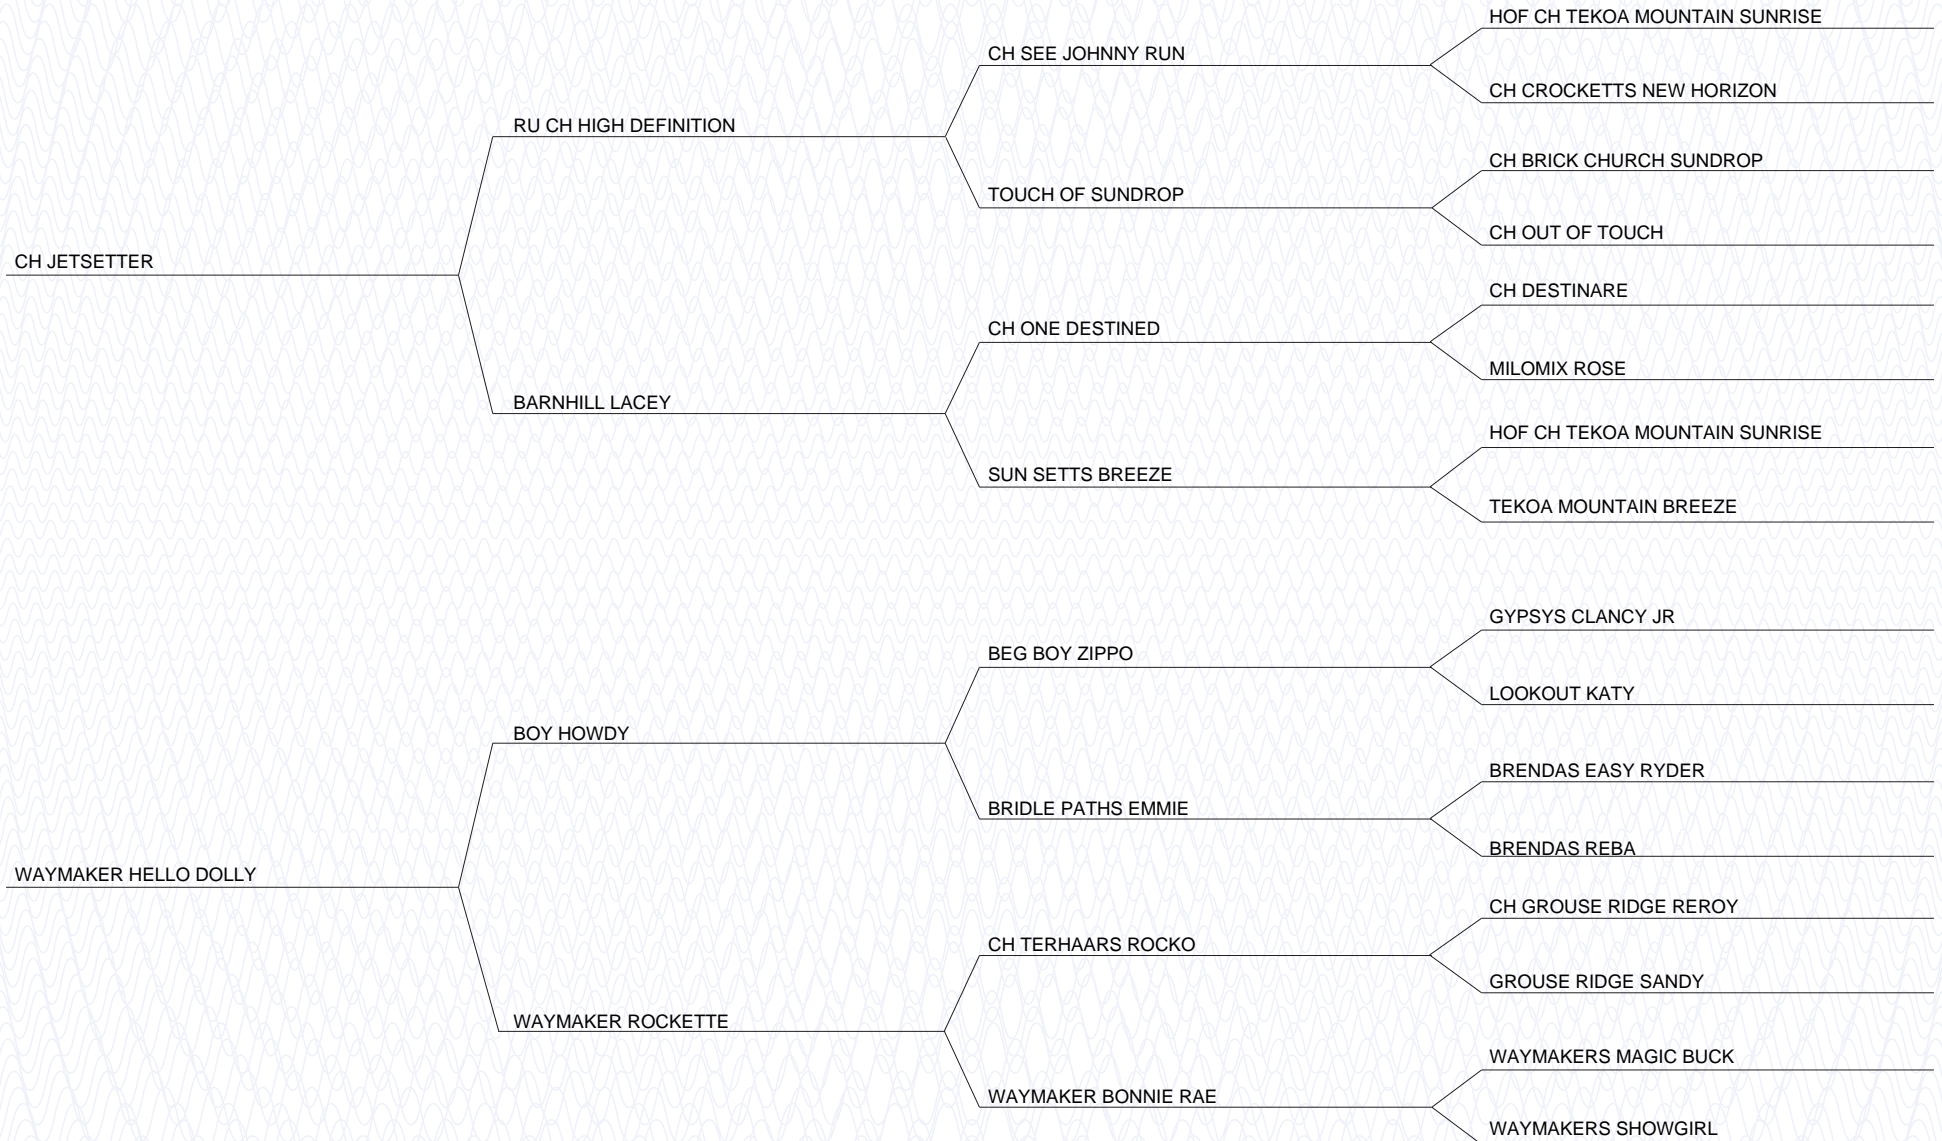 HOF CH TEKOA MOUNTAIN SUNRISE
CH SEE JOHNNY RUN
CH CROCKETTS NEW HORIZON
RU CH HIGH DEFINITION
CH BRICK CHURCH SUNDROP
TOUCH OF SUNDROP
CH OUT OF TOUCH
CH JETSETTER
CH DESTINARE
CH ONE DESTINED
MILOMIX ROSE
BARNHILL LACEY
HOF CH TEKOA MOUNTAIN SUNRISE
SUN SETTS BREEZE
TEKOA MOUNTAIN BREEZE
GYPSYS CLANCY JR
BEG BOY ZIPPO
LOOKOUT KATY
BOY HOWDY
BRENDAS EASY RYDER
BRIDLE PATHS EMMIE
BRENDAS REBA
WAYMAKER HELLO DOLLY
CH GROUSE RIDGE REROY
CH TERHAARS ROCKO
GROUSE RIDGE SANDY
WAYMAKER ROCKETTE
WAYMAKERS MAGIC BUCK
WAYMAKER BONNIE RAE
WAYMAKERS SHOWGIRL